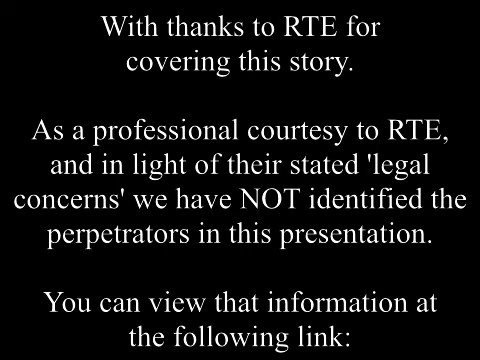 With thanks to RTE for
covering this story.
As a professional courtesy to RTE,
and in light of their stated 'legal
concerns' we have NOT identified the
perpetrators in this presentation.
You can view that information at
the following link: